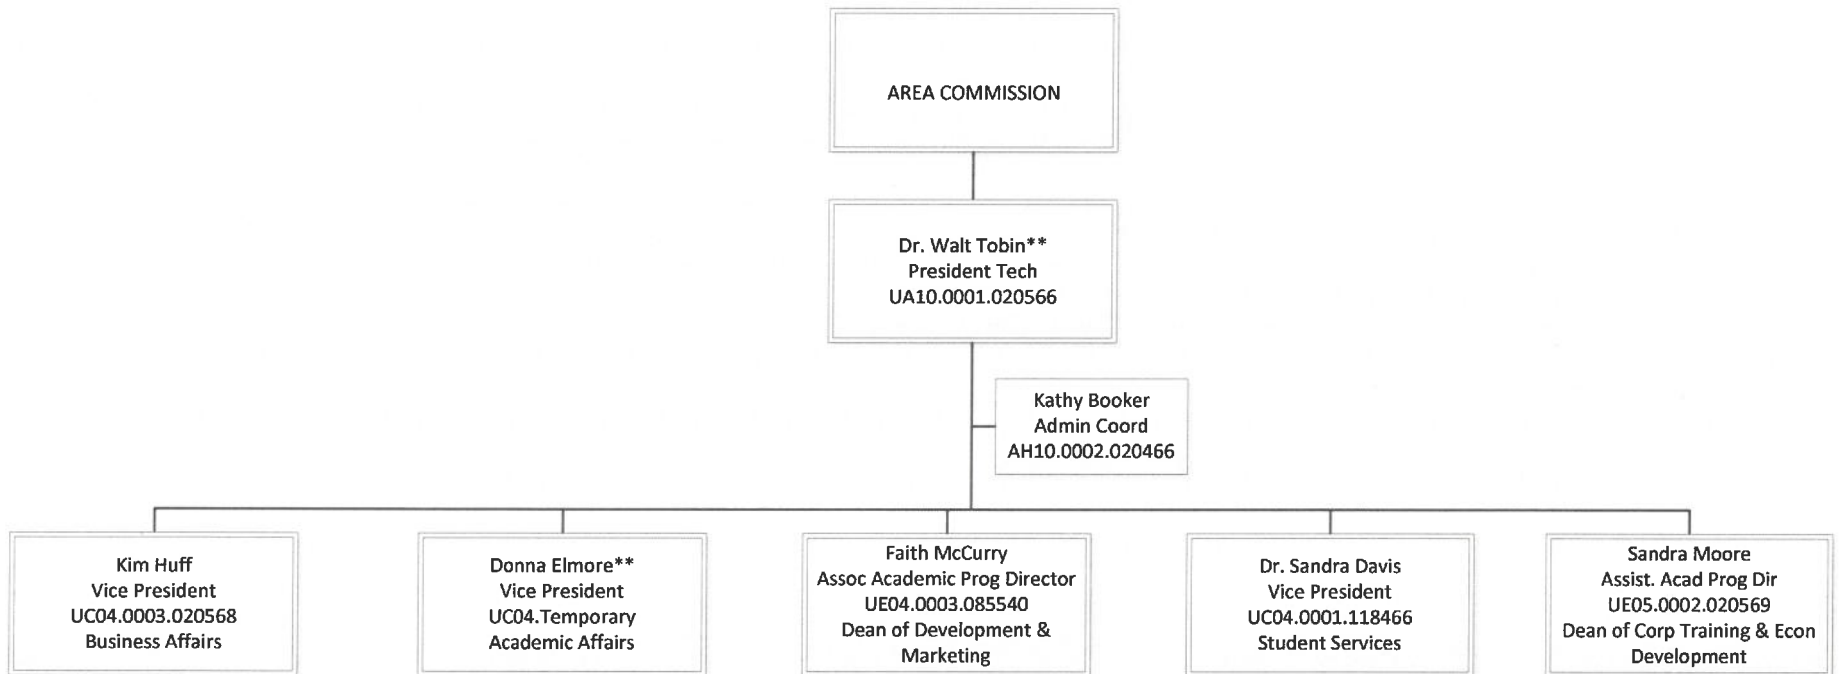 AREA COMMISSION
Dr. Walt Tobin**
President Tech
UA10.0001.020566
Kathy Booker
Admin Coord
AH10.0002.020466
Kim Huff
Vice President
UC04.0003.020568
Business Affairs
Donna Elmore**
Vice President
UC04.Temporary
Academic Affairs
Faith McCurry
Assoc Academic Prog Director
UE04.0003.085540
Dean of Development &
Marketing
Dr. Sandra Davis
Vice President
UC04.0001.118466
Student Services
Sandra Moore
Assist. Acad Prog Dir
UE05.0002.020569
Dean of Corp Training & Econ
Development